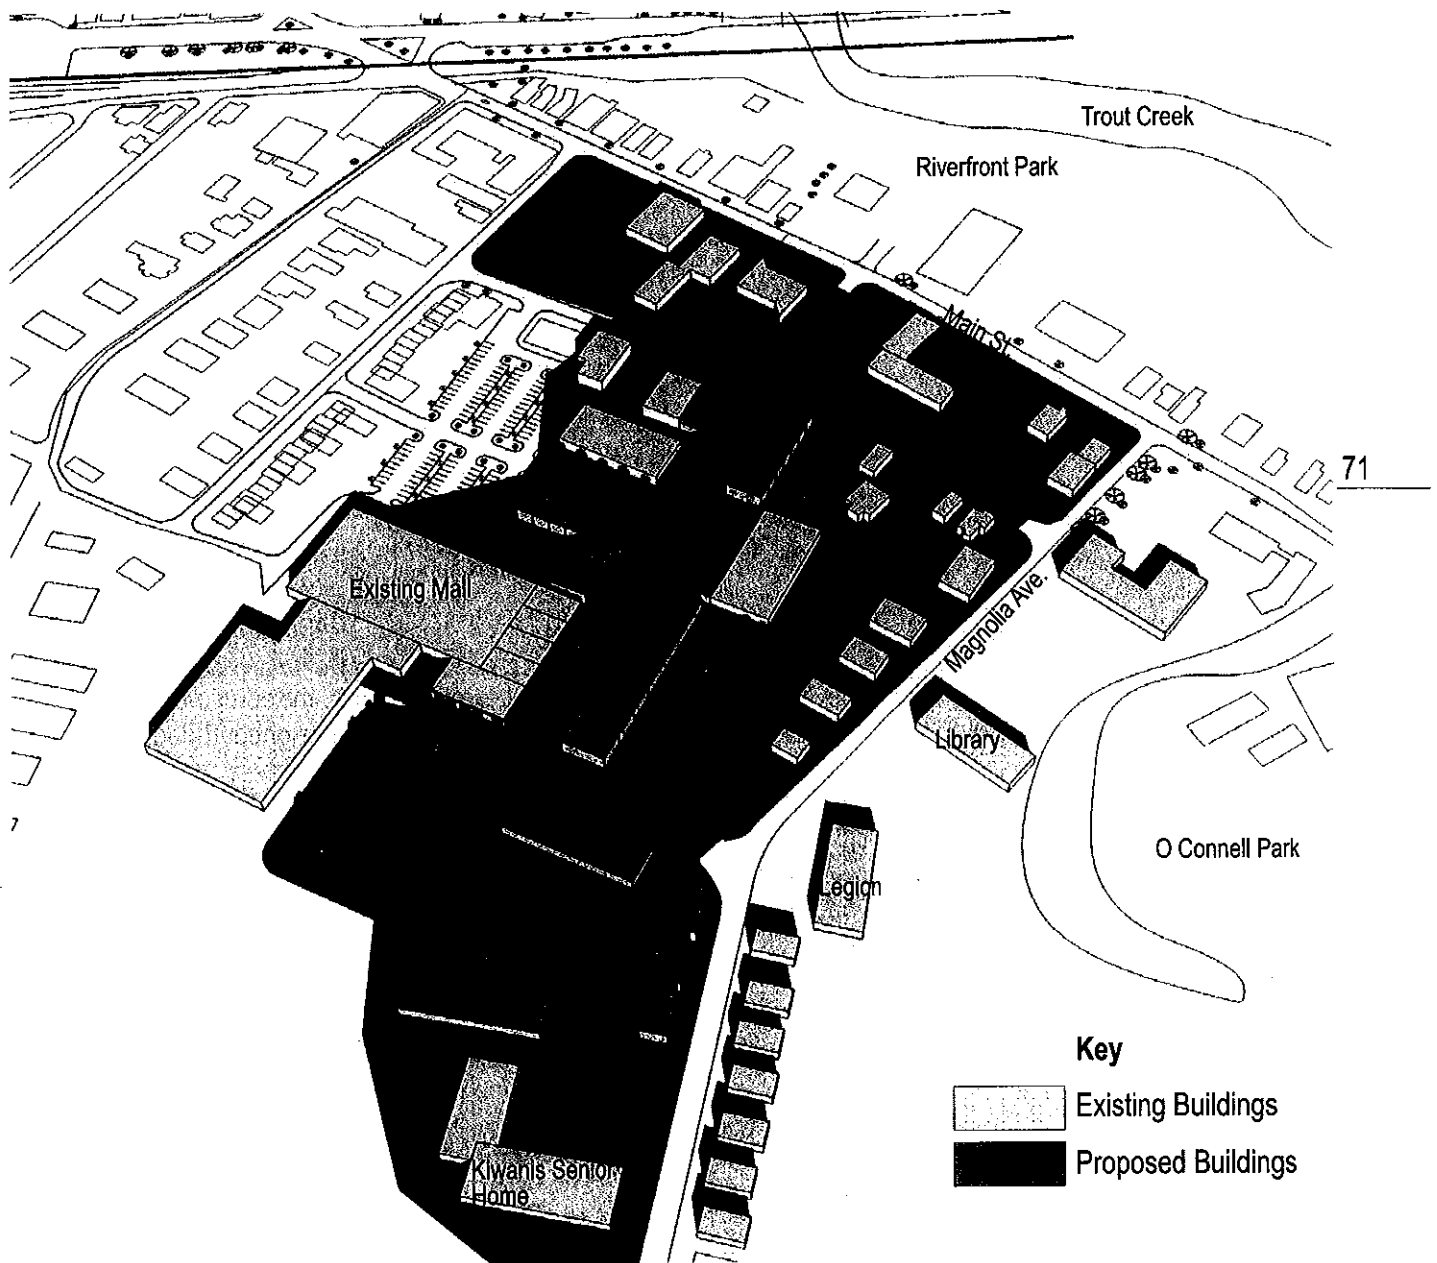 Trout Creek
Riverfront Park
Main St.
71
Existing Mall
Magnolia Ave.
Library
7
O Connell Park
Legion
Key
Existing Buildings
Proposed Buildings
Kiwanis Senior
Home